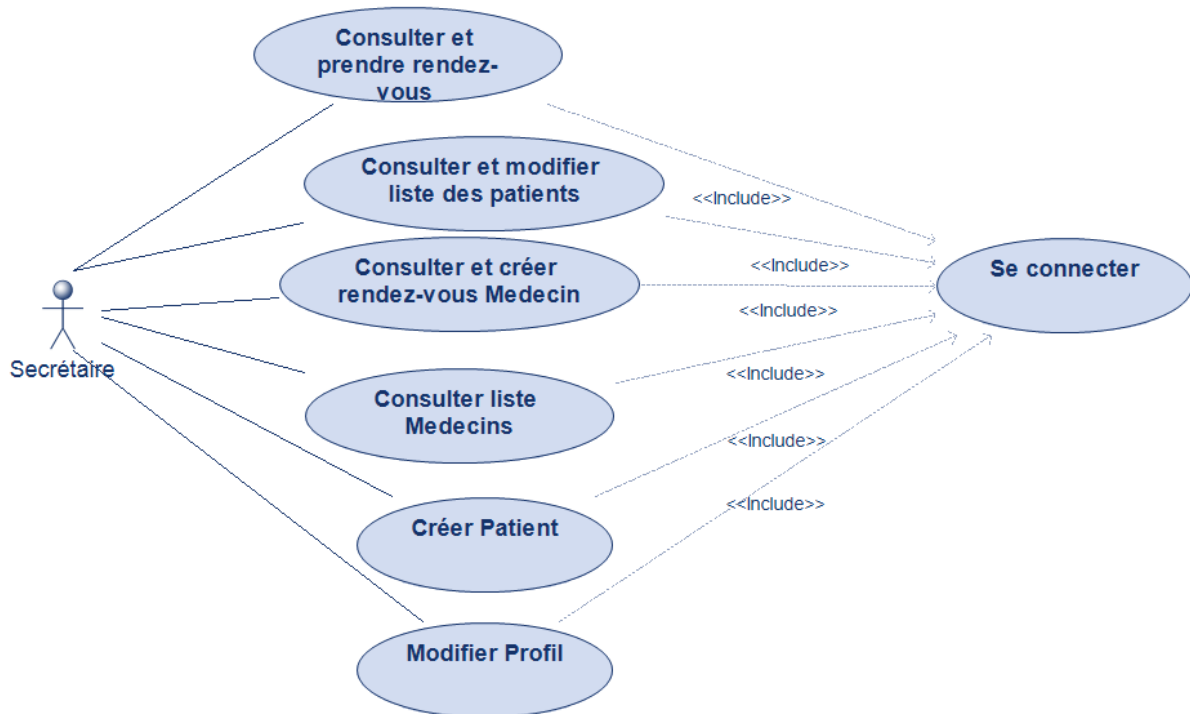 Consulter et
prendre rendez-
vous
Consulter et modifier
liste des patients
<<Include>>
Consulter et créer
rendez-vous Medecin
<<Include>>
Se connecter
<<Include>>
Secrétaire
<<Include>>
Consulter liste
Medecins
<<Include>>
<<Include>>
Créer Patient
Modifier Profil